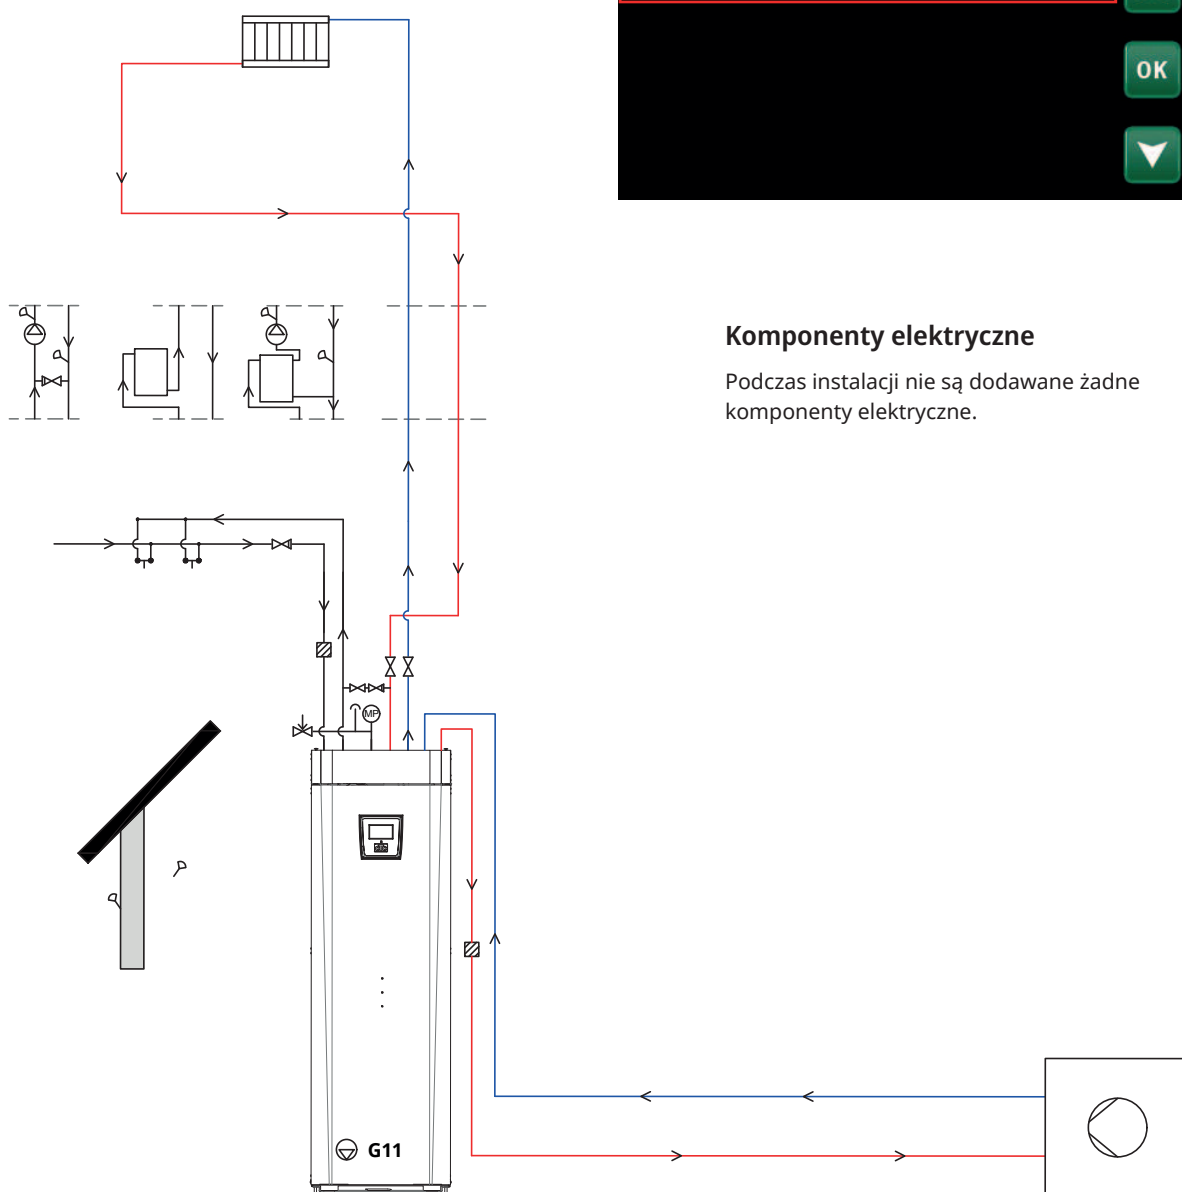 OK
Komponenty elektryczne
Podczas instalacji nie są dodawane żadne
komponenty elektryczne.
MP
G11